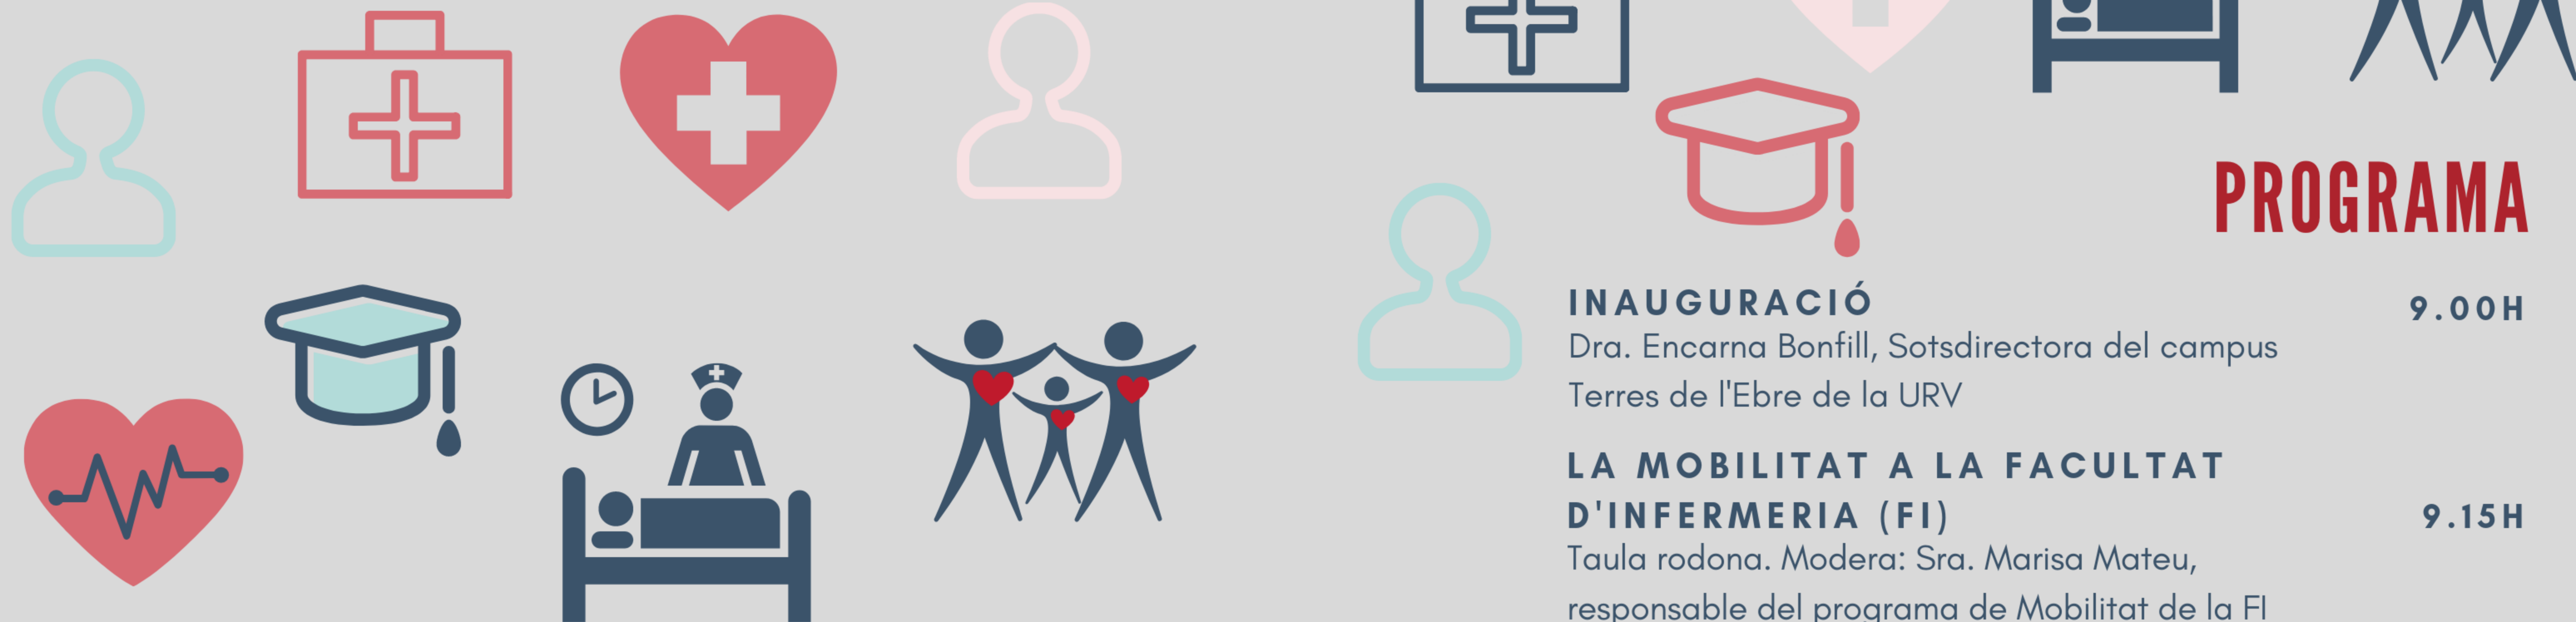 PROGRAMA
INAUGURACIÓ
9.00H
Dra. Encarna Bonfill, Sotsdirectora del campus
Terres de l'Ebre de la URV
LA MOBILITAT A LA FACULTAT
D'INFERMERIA (FI)
9.15H
Taula rodona. Modera: Sra. Marisa Mateu,
responsable del programa de Mobilitat de la FI